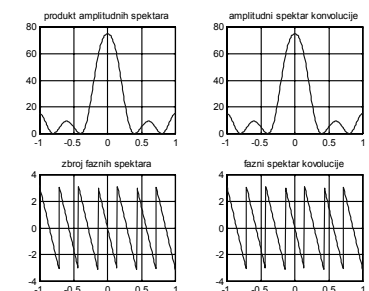 produkt amplitudnih spektara
amplitudni spektar konvolucije
80
60
40
20
0
-1 -0.5 0 0.5 1
80
60
40
20
0
-1 -0.5 0 0.5 1
zbroj faznih spektara
fazni spektar kovolucije
4
2
0
-2
-4
-1 -0.5 0 0.5 1
4
2
0
-2
-4
-1 -0.5 0 0.5 1